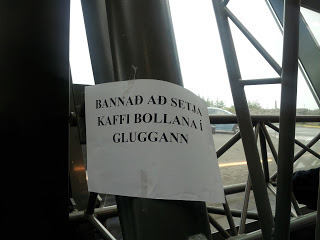 BANNAÐ AÐ SETJA
KAFFI BOLLANA Í
GLUGGANN